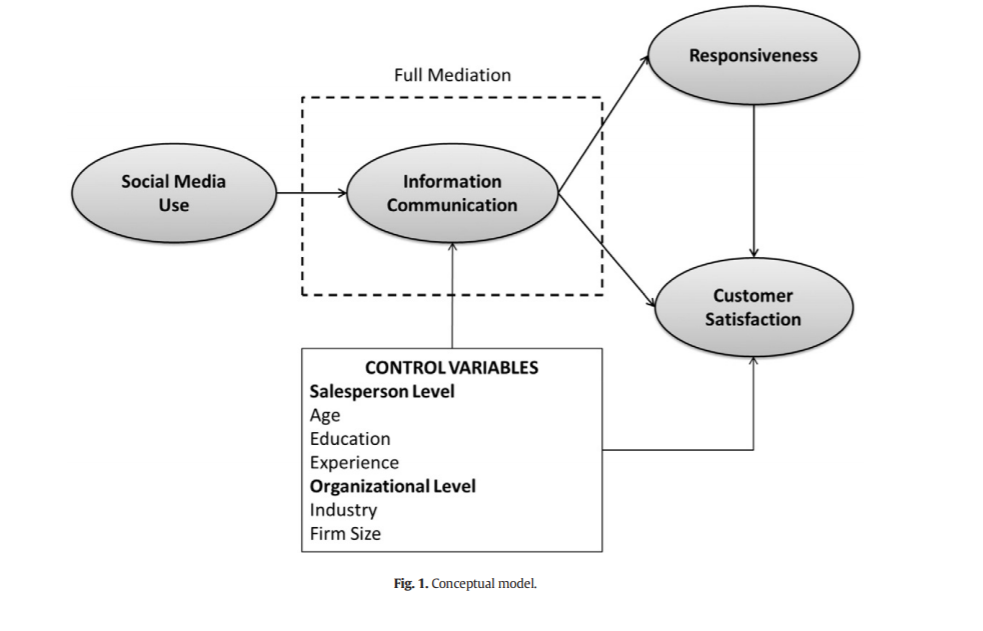 Responsiveness
Full Mediation
Social Media
Use
Information
Communication
Customer
Satisfaction
CONTROL VARIABLES
Salesperson Level
Age
Education
Experience
Organizational Level
Industry
Firm Size
Fig. 1. Conceptual model.